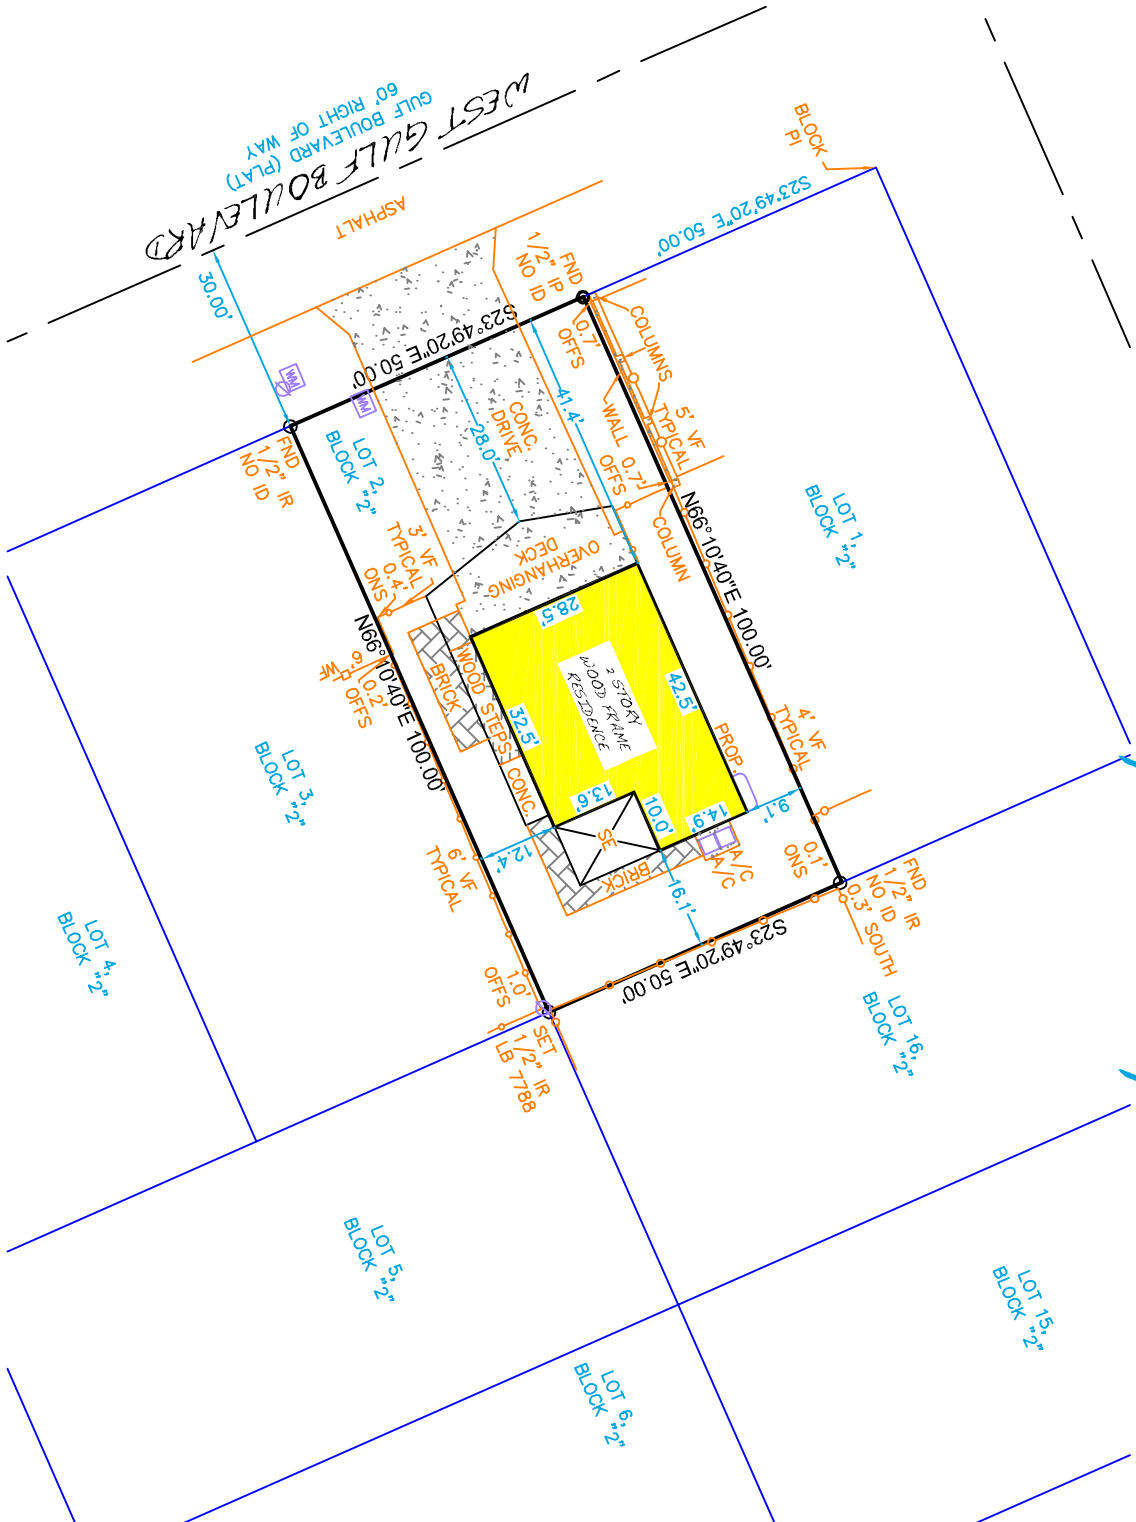 WEST GULF BOULEVARD
GULF BOULEVARD (PLAT)
60' RIGHT OF WAY
ASPHALT
30.00'
BLOCK
PI
S23°49'20"E 50.00'
FND
1/2" IP
NO ID
0.7'
OFFS
COLUMNS
S23°49'20"E 50.00'
WM
WM
FND
1/2" IR
NO ID
LOT 2,
BLOCK "2"
CONC.
DRIVE
28.0'
41.4'
WALL
5' VF
TYPICAL
0.7'
OFFS
COLUMN
N66°10'40"E 100.00'
LOT 1,
BLOCK "2"
OVERHANGING
DECK
3' VF
TYPICAL
0.4'
ONS
N66°10'40"E 100.00'
6'
WF
0.2'
OFFS
BRICK
WOOD STEPS
CONC.
28.5'
2 STORY
WOOD FRAME
RESIDENCE
42.5'
32.5'
13.6'
10.0'
14.9'
SE
PROP.
4' VF
TYPICAL
9.1'
A/C
A/C
BRICK
12.4'
16.1'
6' VF
TYPICAL
0.1'
ONS
FND
1/2" IR
NO ID
0.3' SOUTH
S23°49'20"E 50.00'
1.0'
OFFS
SET
1/2" IR
LB 7788
LOT 3,
BLOCK "2"
LOT 4,
BLOCK "2"
LOT 16,
BLOCK "2"
LOT 5,
BLOCK "2"
LOT 15,
BLOCK "2"
LOT 6,
BLOCK "2"